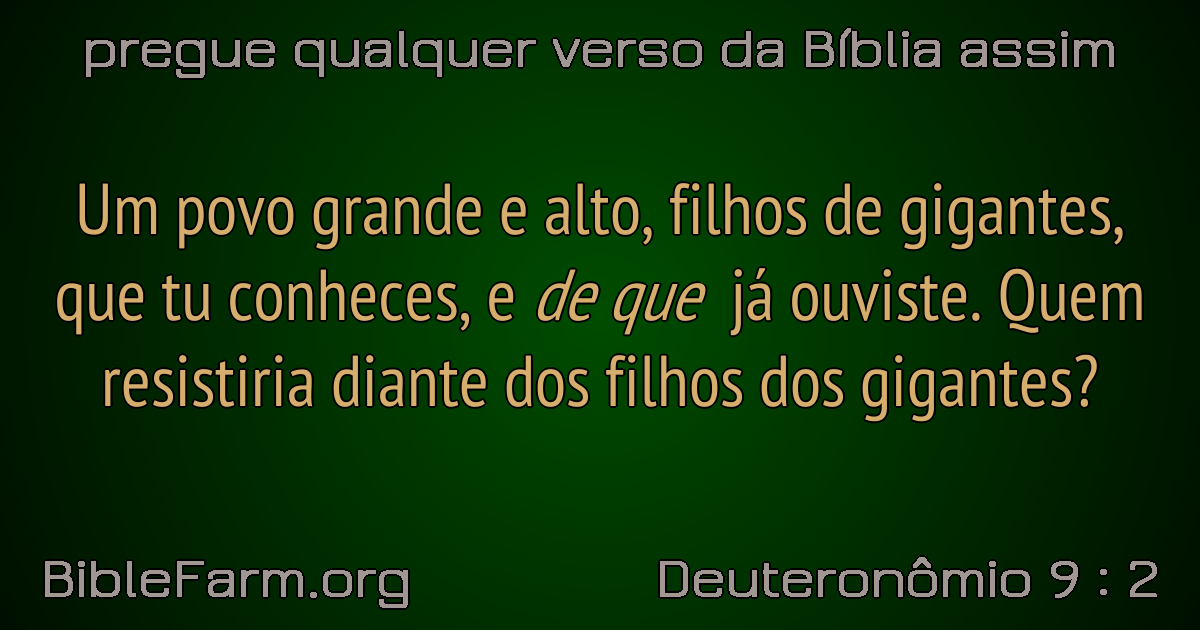 pregue qualquer verso da Bíblia assim
Um povo grande e alto, filhos de gigantes,
que tu conheces, e de que já ouviste. Quem
resistiria diante dos filhos dos gigantes?
BibleFarm.org
Deuteronômio 9 : 2